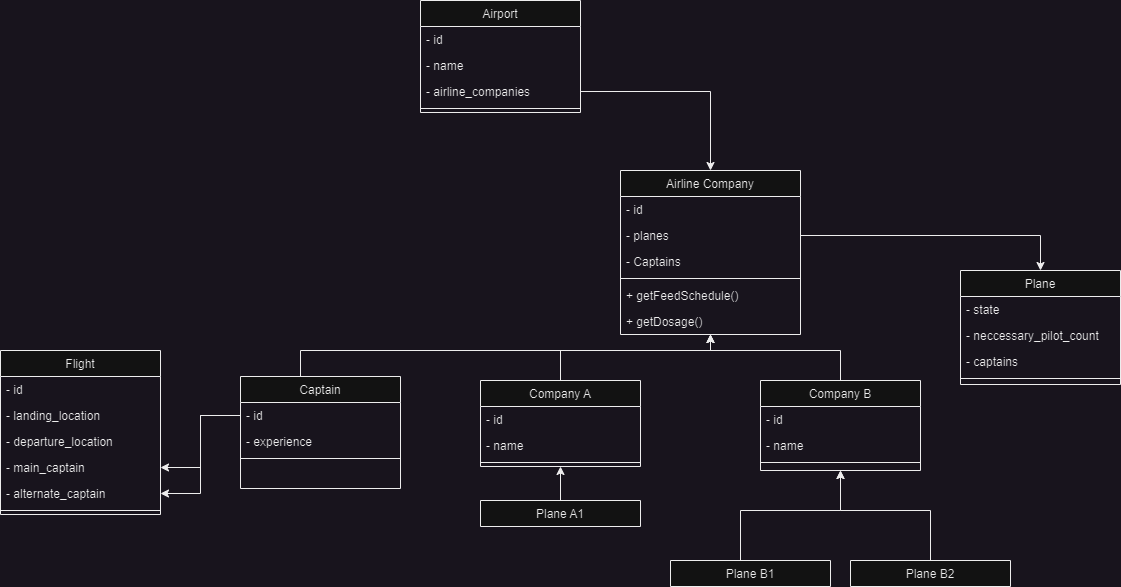 Airport
- id
- name
- airline_companies
Airline Company
- id
- planes
- Captains
+ getFeedSchedule()
+ getDosage()
Plane
- state
- neccessary_pilot_count
- captains
Flight
- id
- landing_location
- departure_location
- main_captain
- alternate_captain
Captain
- id
- experience
Company A
- id
- name
Company B
- id
- name
Plane A1
Plane B1
Plane B2